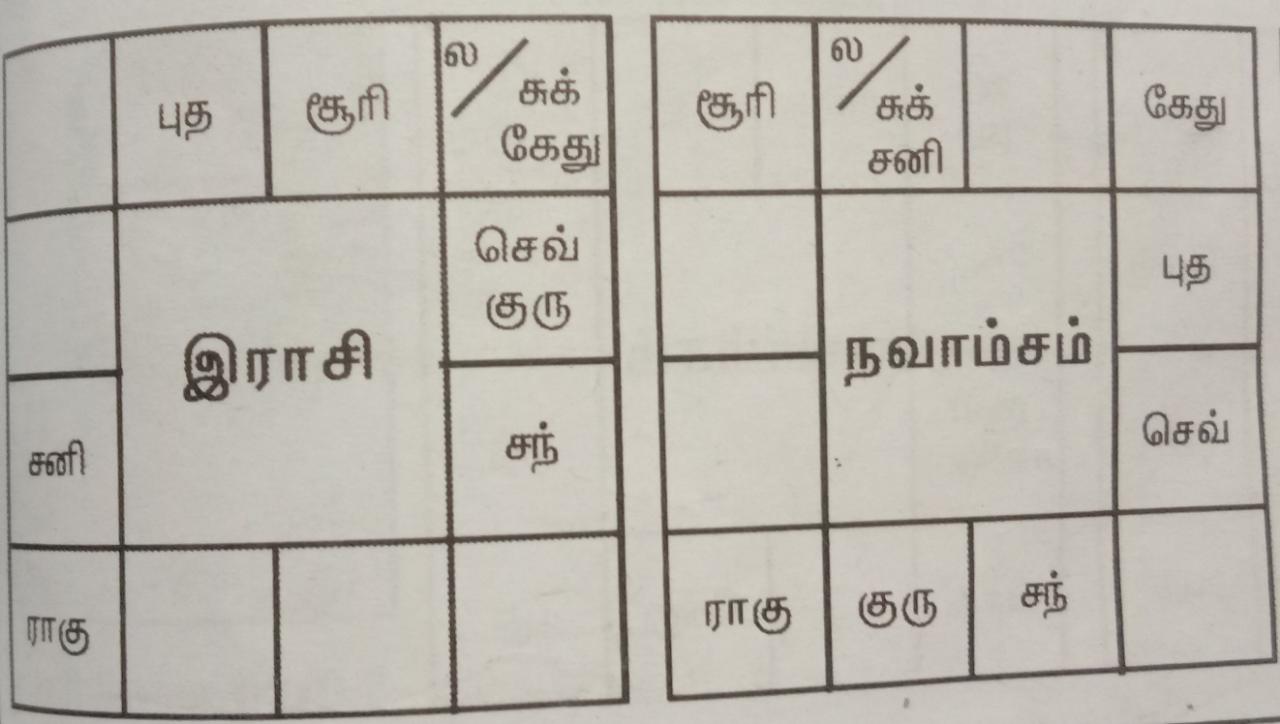 புத
சூரி
ல
/ சுக்
கேது
செவ்
குரு
இராசி
சனி
சந்
ராகு
சூரி
ல
/ சுக்
சனி
கேது
புத
நவாம்சம்
செவ்
ராகு
குரு
சந்